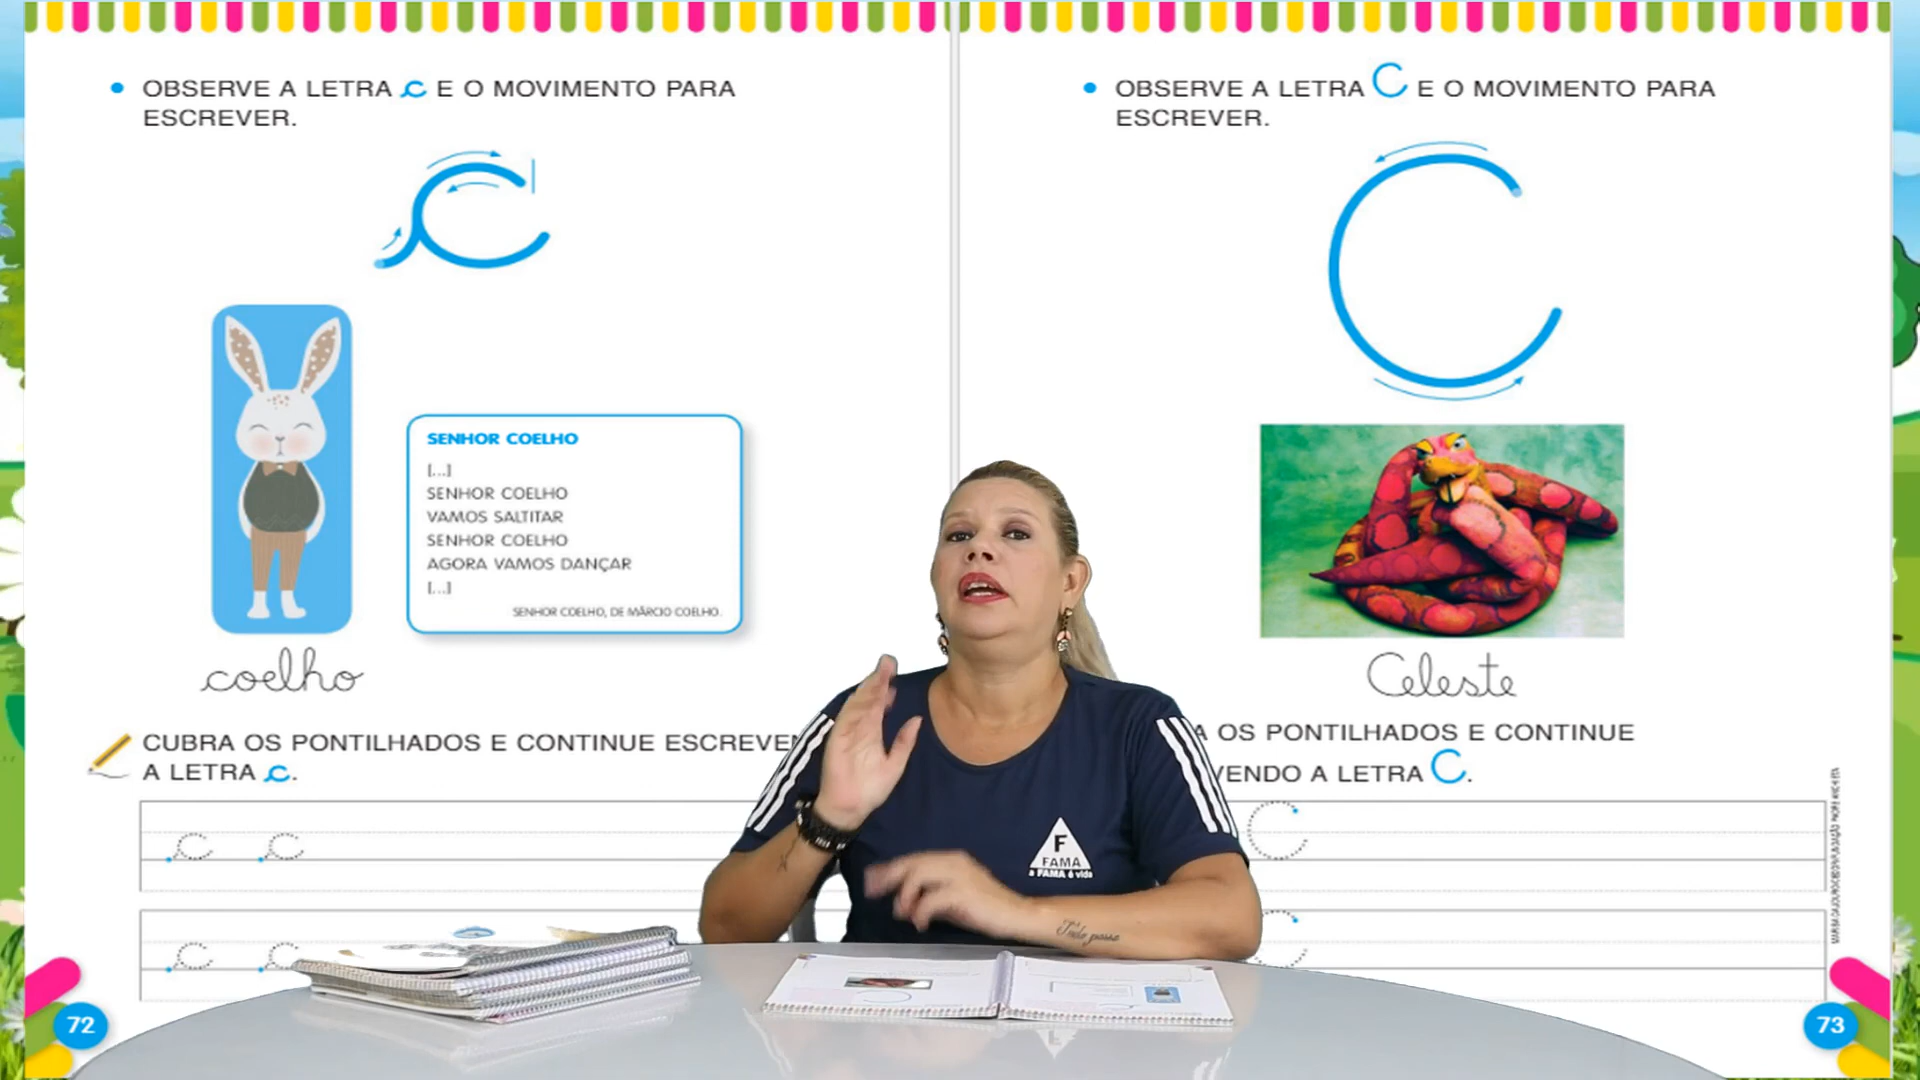 OBSERVE A LETRA c E O MOVIMENTO PARA
ESCREVER.
SENHOR COELHO
[...]
SENHOR COELHO
VAMOS SALTITAR
SENHOR COELHO
AGORA VAMOS DANÇAR
[...]
SENHOR COELHO, DE MÁRCIO COELHO.
coelho
CUBRA OS PONTILHADOS E CONTINUE ESCREVEN
A LETRA c.
c c
c c
72
OBSERVE A LETRA C E O MOVIMENTO PARA
ESCREVER.
Celeste
A OS PONTILHADOS E CONTINUE
VENDO A LETRA C.
C
C
73
F
FAMA
a FAMA é vida